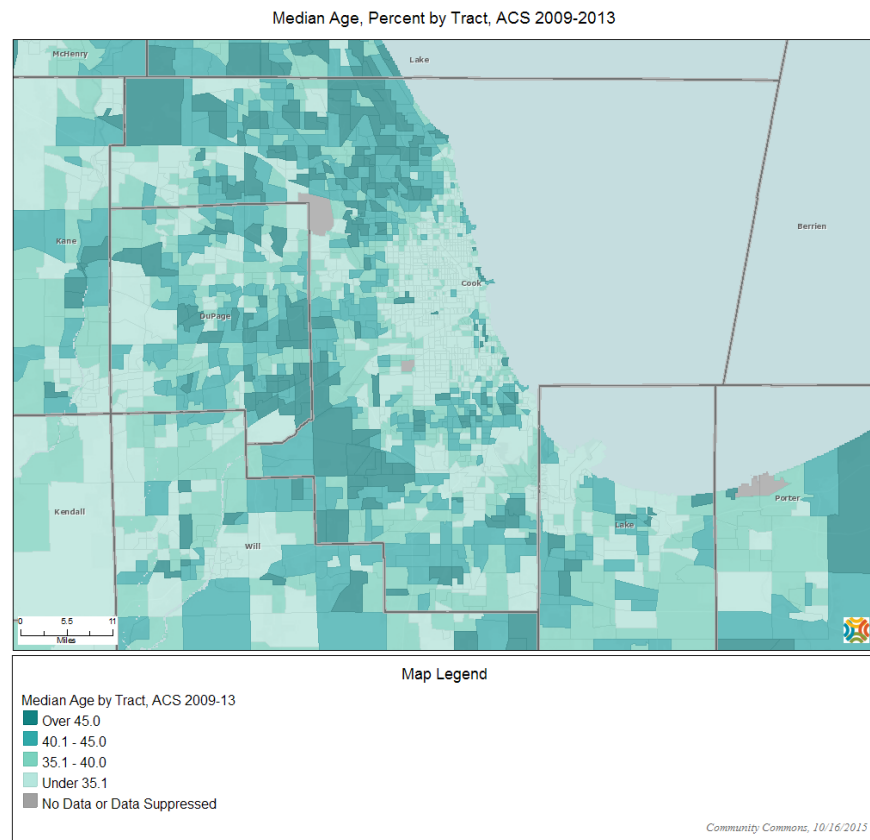 Median Age, Percent by Tract, ACS 2009-2013
McHenry
Lake
Kane
Berrien
Cook
DuPage
Kendall
Will
Lake
Porter
0 5.5 11
Miles
Map Legend
Median Age by Tract, ACS 2009-13
Over 45.0
40.1 - 45.0
35.1 - 40.0
Under 35.1
No Data or Data Suppressed
Community Commons, 10/16/2015